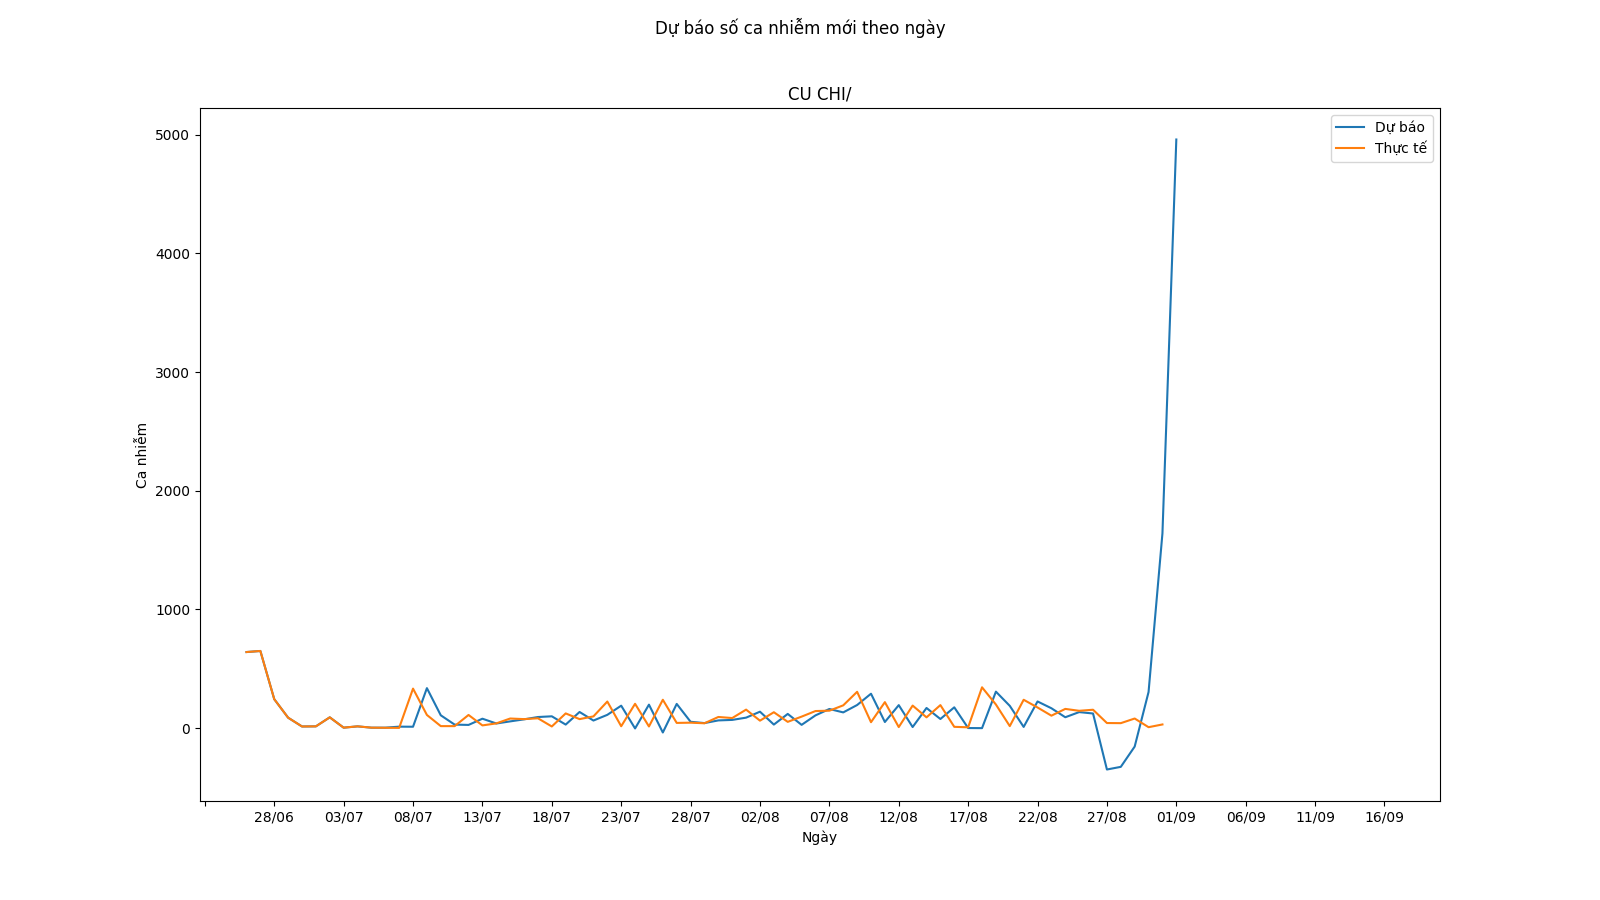 Dự báo số ca nhiễm mới theo ngày
CU CHI/
Dự báo
Thực tế
5000
4000
3000
2000
1000
0
Ca nhiễm
28/06 03/07 08/07 13/07 18/07 23/07 28/07 02/08 07/08 12/08 17/08 22/08 27/08 01/09 06/09 11/09 16/09
Ngày